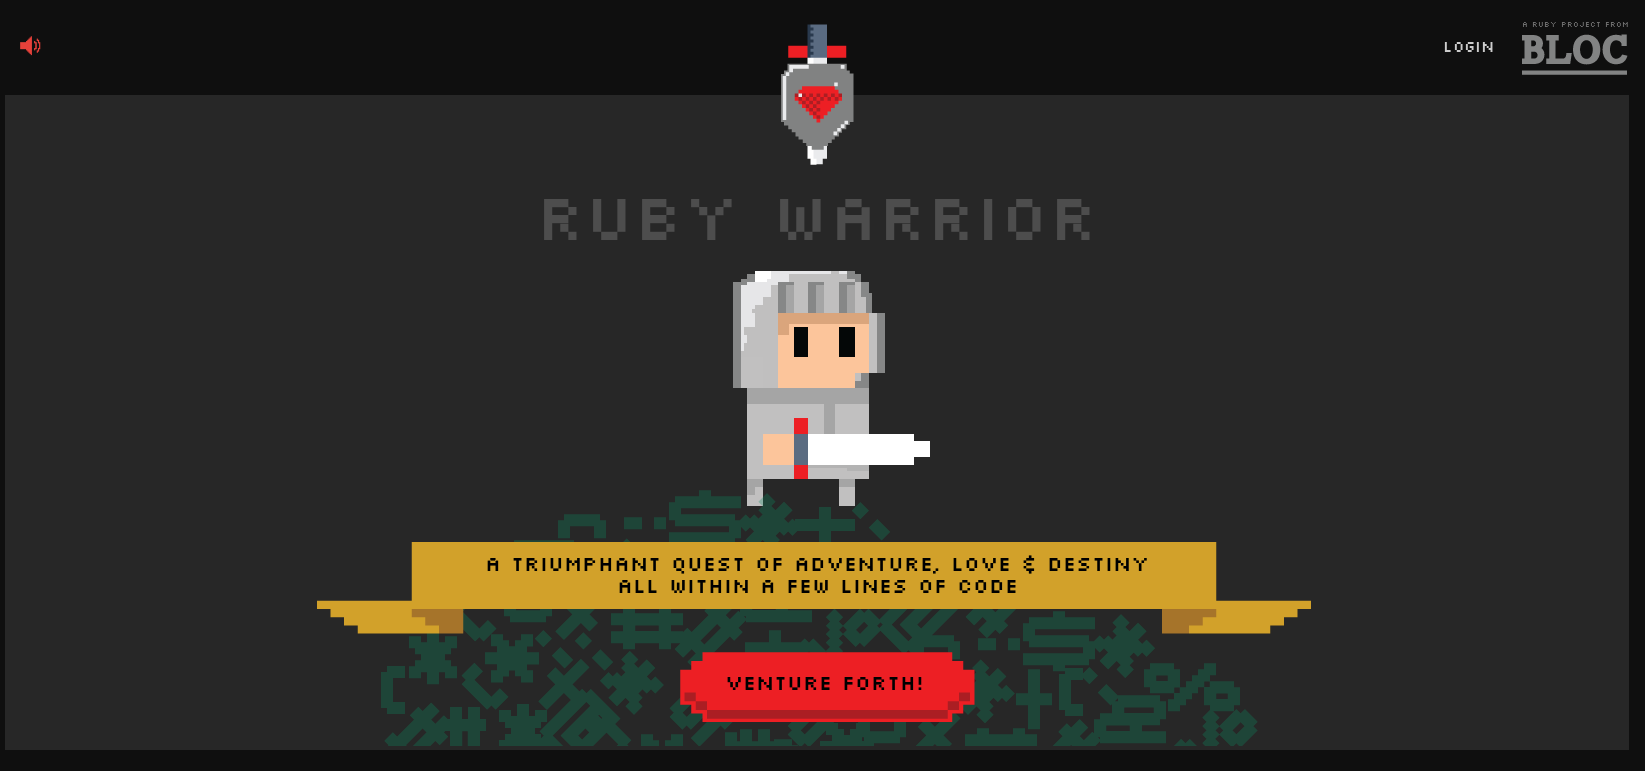 A RUBY PROJECT FROM
LOGIN
BLOC
RUBY WARRIOR
A TRIUMPHANT QUEST OF ADVENTURE, LOVE & DESTINY
ALL WITHIN A FEW LINES OF CODE
VENTURE FORTH!